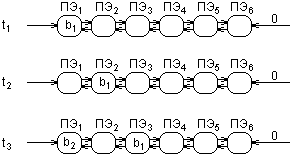 ПЭ₁ ПЭ₂ ПЭ₃ ПЭ₄ ПЭ₅ ПЭ₆
t₁ b₁ 0
ПЭ₁ ПЭ₂ ПЭ₃ ПЭ₄ ПЭ₅ ПЭ₆
t₂ b₁ 0
ПЭ₁ ПЭ₂ ПЭ₃ ПЭ₄ ПЭ₅ ПЭ₆
t₃ b₂ b₁ 0